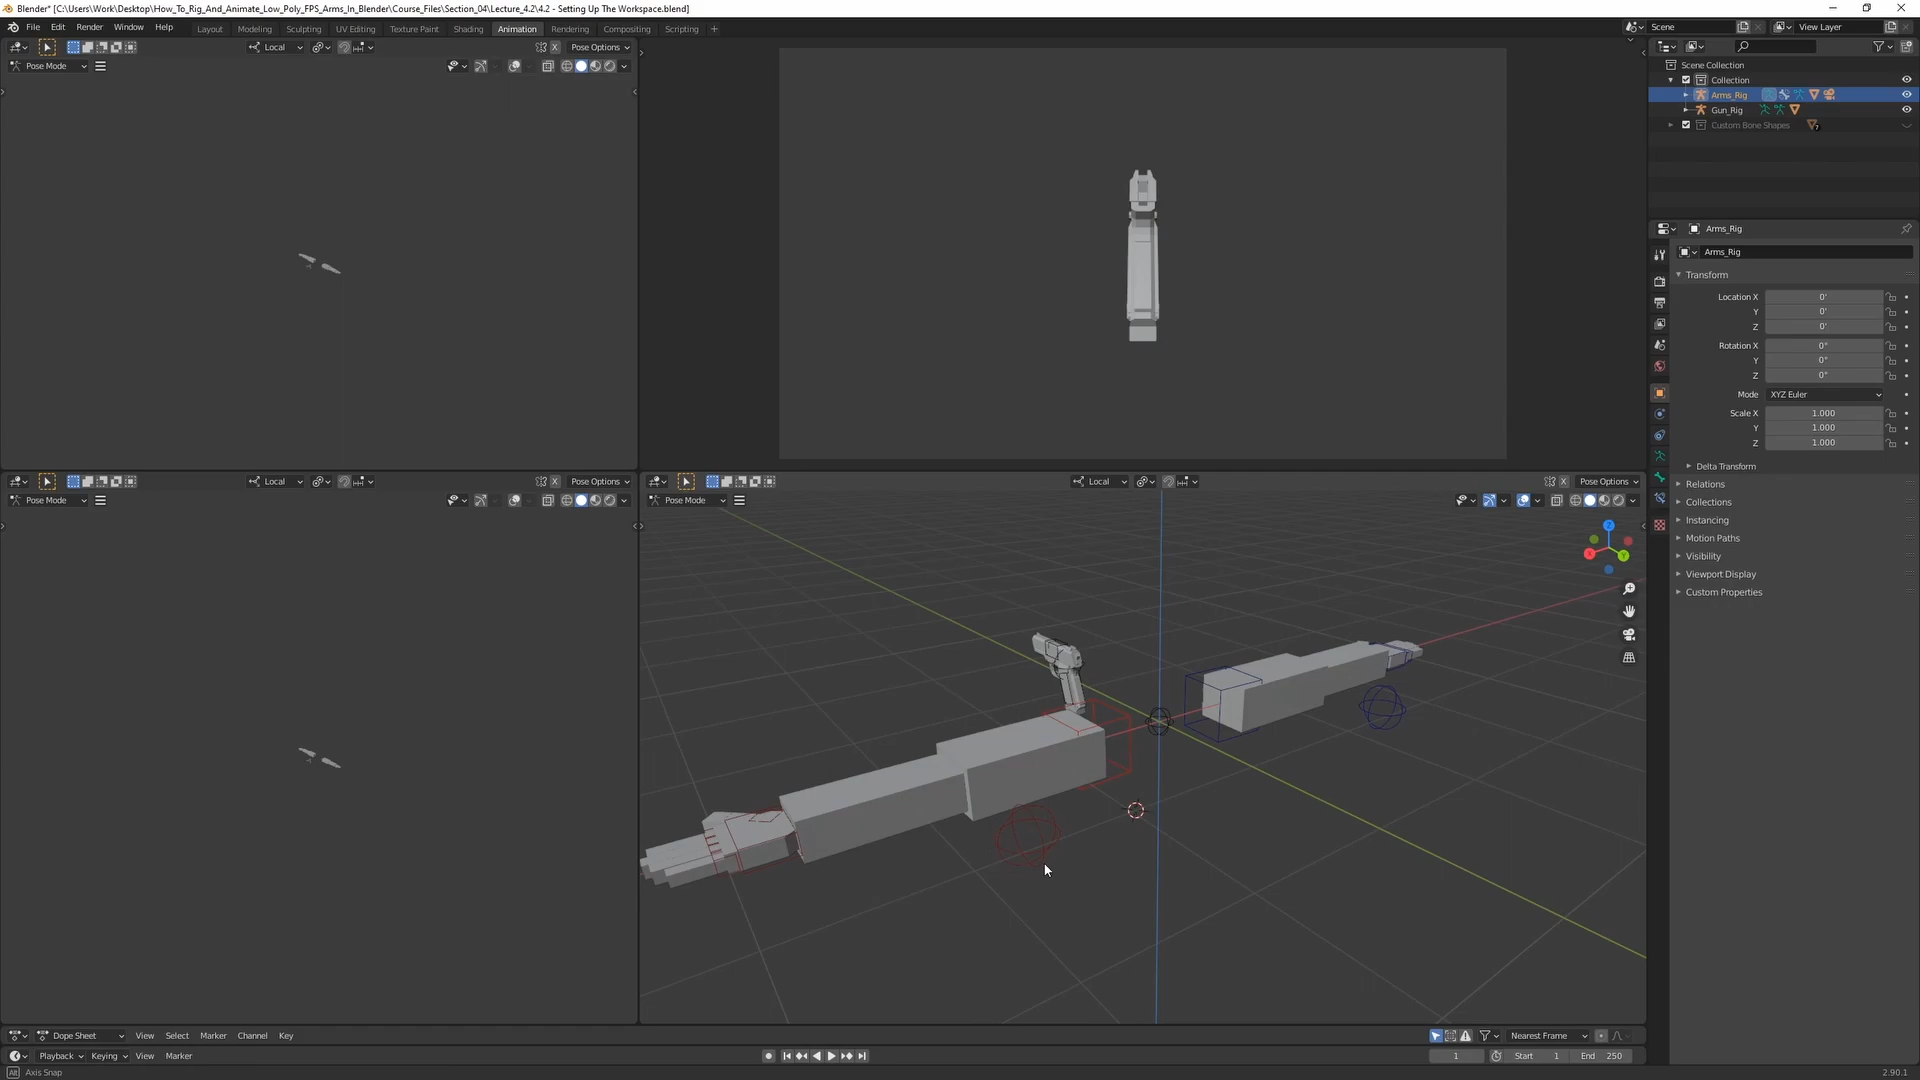 Blender* [C:\Users\Work\Desktop\How_To_Rig_And_Animate_Low_Poly_FPS_Arms_In_Blender\Course_Files\Section_04\Lecture_4.2\4.2 - Setting Up The Workspace.blend]
File Edit Render Window Help Layout Modeling Sculpting UV Editing Texture Paint Shading Animation Rendering Compositing Scripting + Scene View Layer
Local X Pose Options
Pose Mode
Scene Collection
Collection
Arms_Rig
Gun_Rig
Custom Bone Shapes 7
Arms_Rig
Arms_Rig
Transform
Location X 0'
Y 0'
Z 0'
Rotation X 0°
Y 0°
Z 0°
Mode XYZ Euler
Scale X 1.000
Y 1.000
Z 1.000
Delta Transform
Relations
Collections
Instancing
Motion Paths
Visibility
Viewport Display
Custom Properties
Local X Pose Options Local X Pose Options
Pose Mode Pose Mode
Z
X Y
Dope Sheet View Select Marker Channel Key Nearest Frame
Playback Keying View Marker 1 Start 1 End 250
Alt Axis Snap 2.90.1